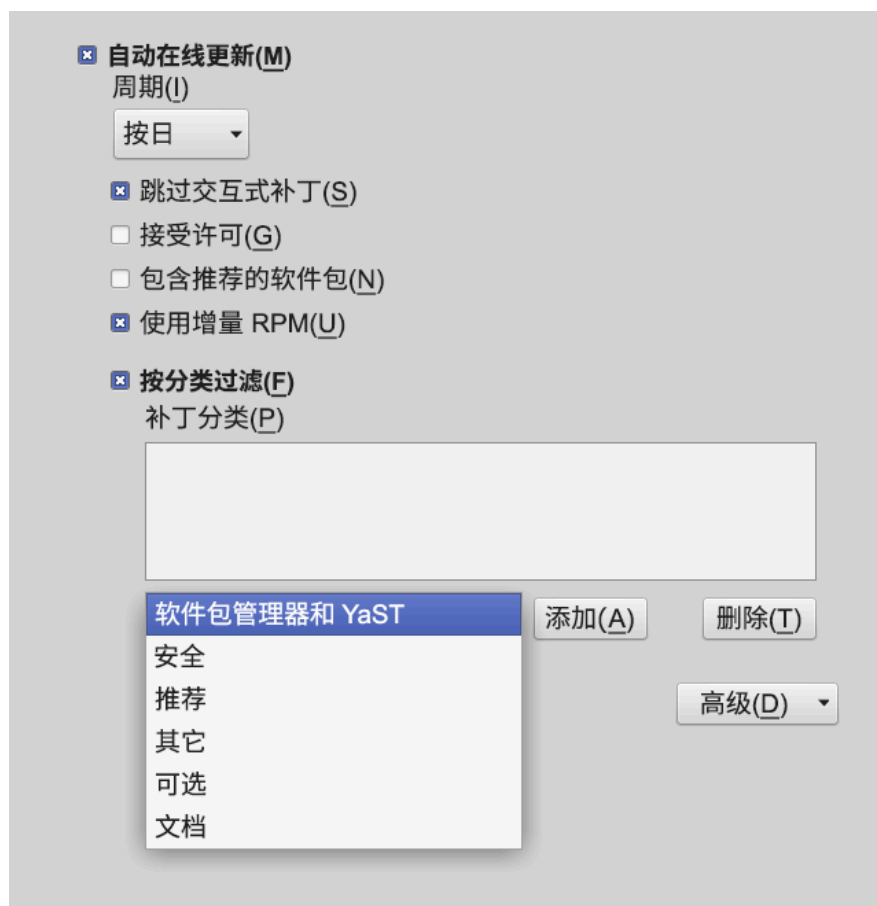 自动在线更新(M)
周期(I)
按日
跳过交互式补丁(S)
接受许可(G)
包含推荐的软件包(N)
使用增量 RPM(U)
按分类过滤(F)
补丁分类(P)
软件包管理器和 YaST 添加(A) 删除(T)
安全
推荐 高级(D)
其它
可选
文档